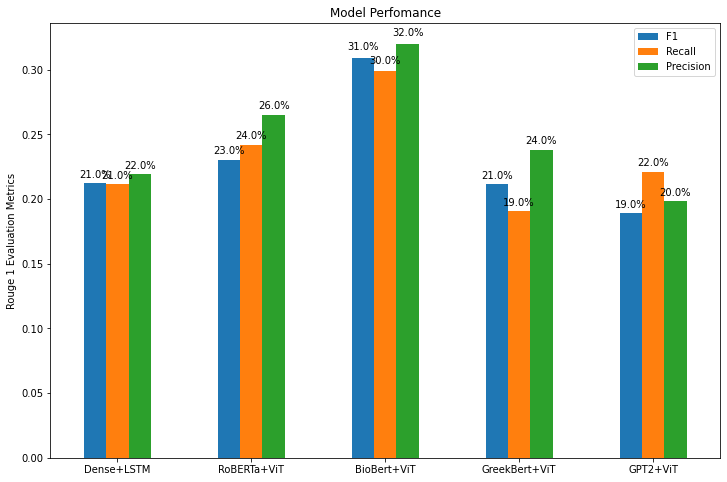 Model Perfomance
F1
Recall
Precision
Rouge 1 Evaluation Metrics
0.30
0.25
0.20
0.15
0.10
0.05
0.00
21.0%
21.0%
22.0%
23.0%
24.0%
26.0%
31.0%
30.0%
32.0%
21.0%
19.0%
24.0%
19.0%
22.0%
20.0%
Dense+LSTM
RoBERTa+ViT
BioBert+ViT
GreekBert+ViT
GPT2+ViT